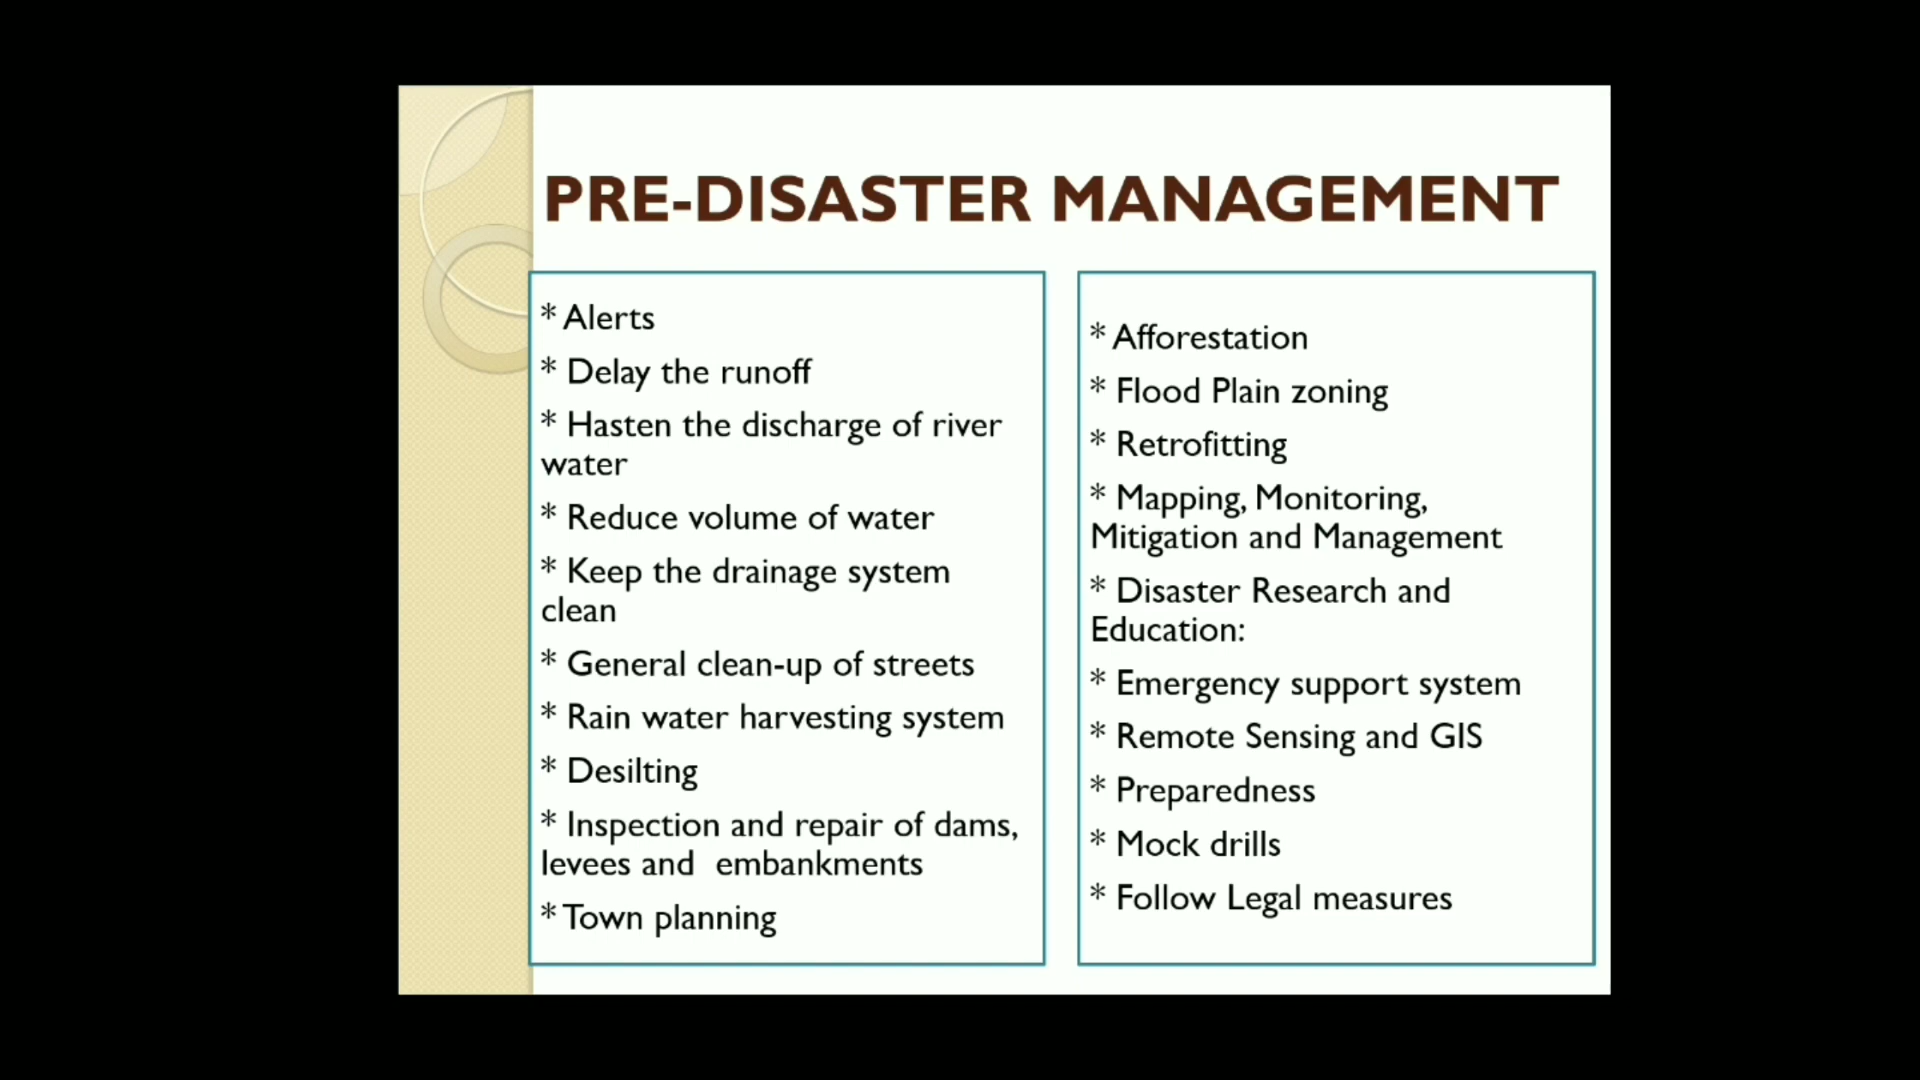 PRE-DISASTER MANAGEMENT
* Alerts
* Delay the runoff
* Hasten the discharge of river
water
* Reduce volume of water
* Keep the drainage system
clean
* General clean-up of streets
* Rain water harvesting system
* Desilting
* Inspection and repair of dams,
levees and  embankments
* Town planning
* Afforestation
* Flood Plain zoning
* Retrofitting
* Mapping, Monitoring,
Mitigation and Management
* Disaster Research and
Education:
* Emergency support system
* Remote Sensing and GIS
* Preparedness
* Mock drills
* Follow Legal measures